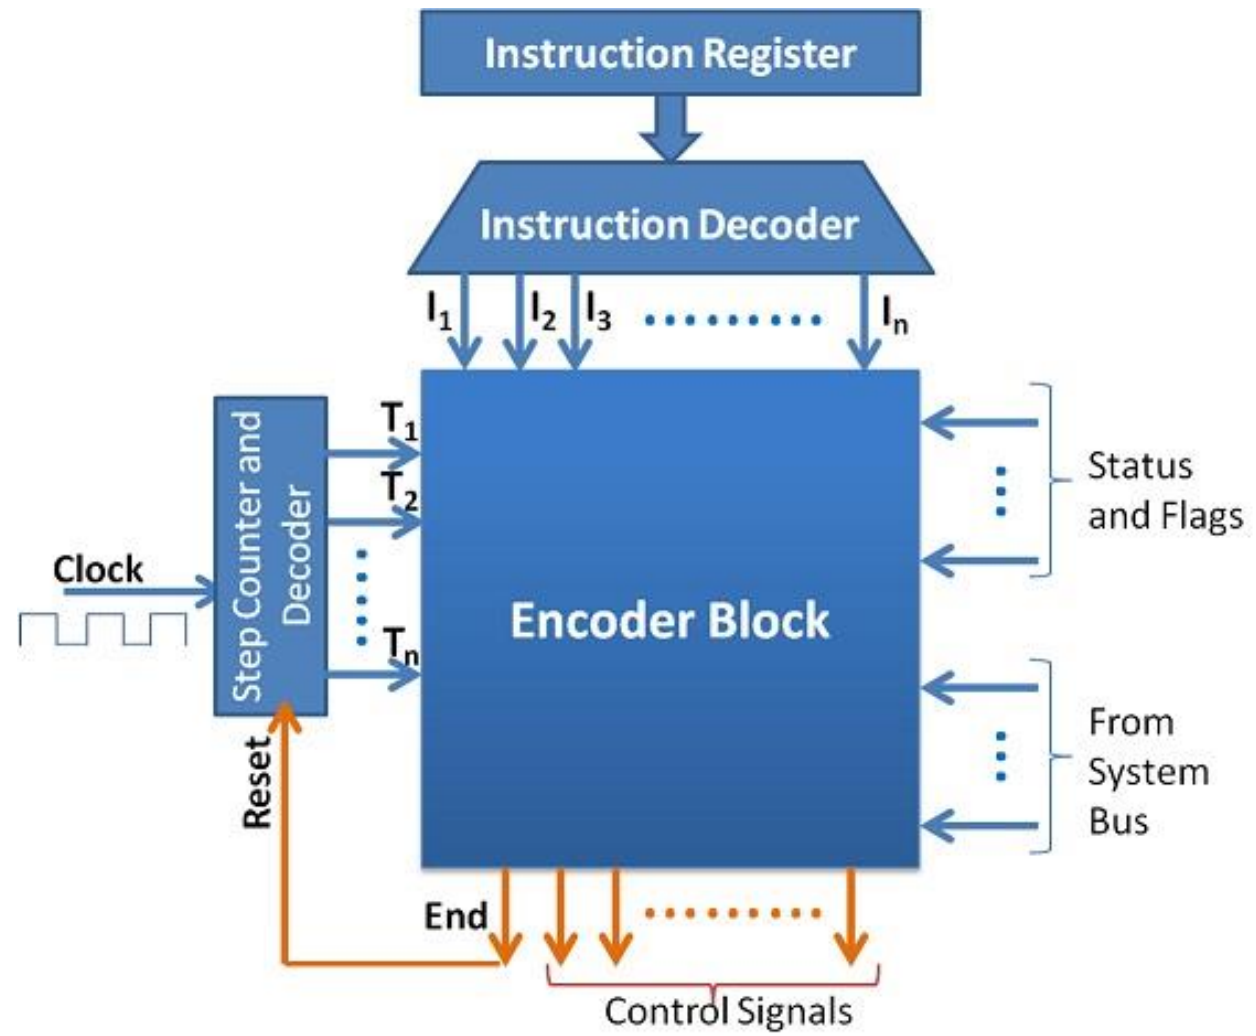 Instruction Register
Instruction Decoder
I₁ I₂ I₃ ......... Iₙ
Step Counter and
Decoder
T₁
T₂
Tₙ
Clock
Reset
Encoder Block
Status
and Flags
From
System
Bus
End
Control Signals